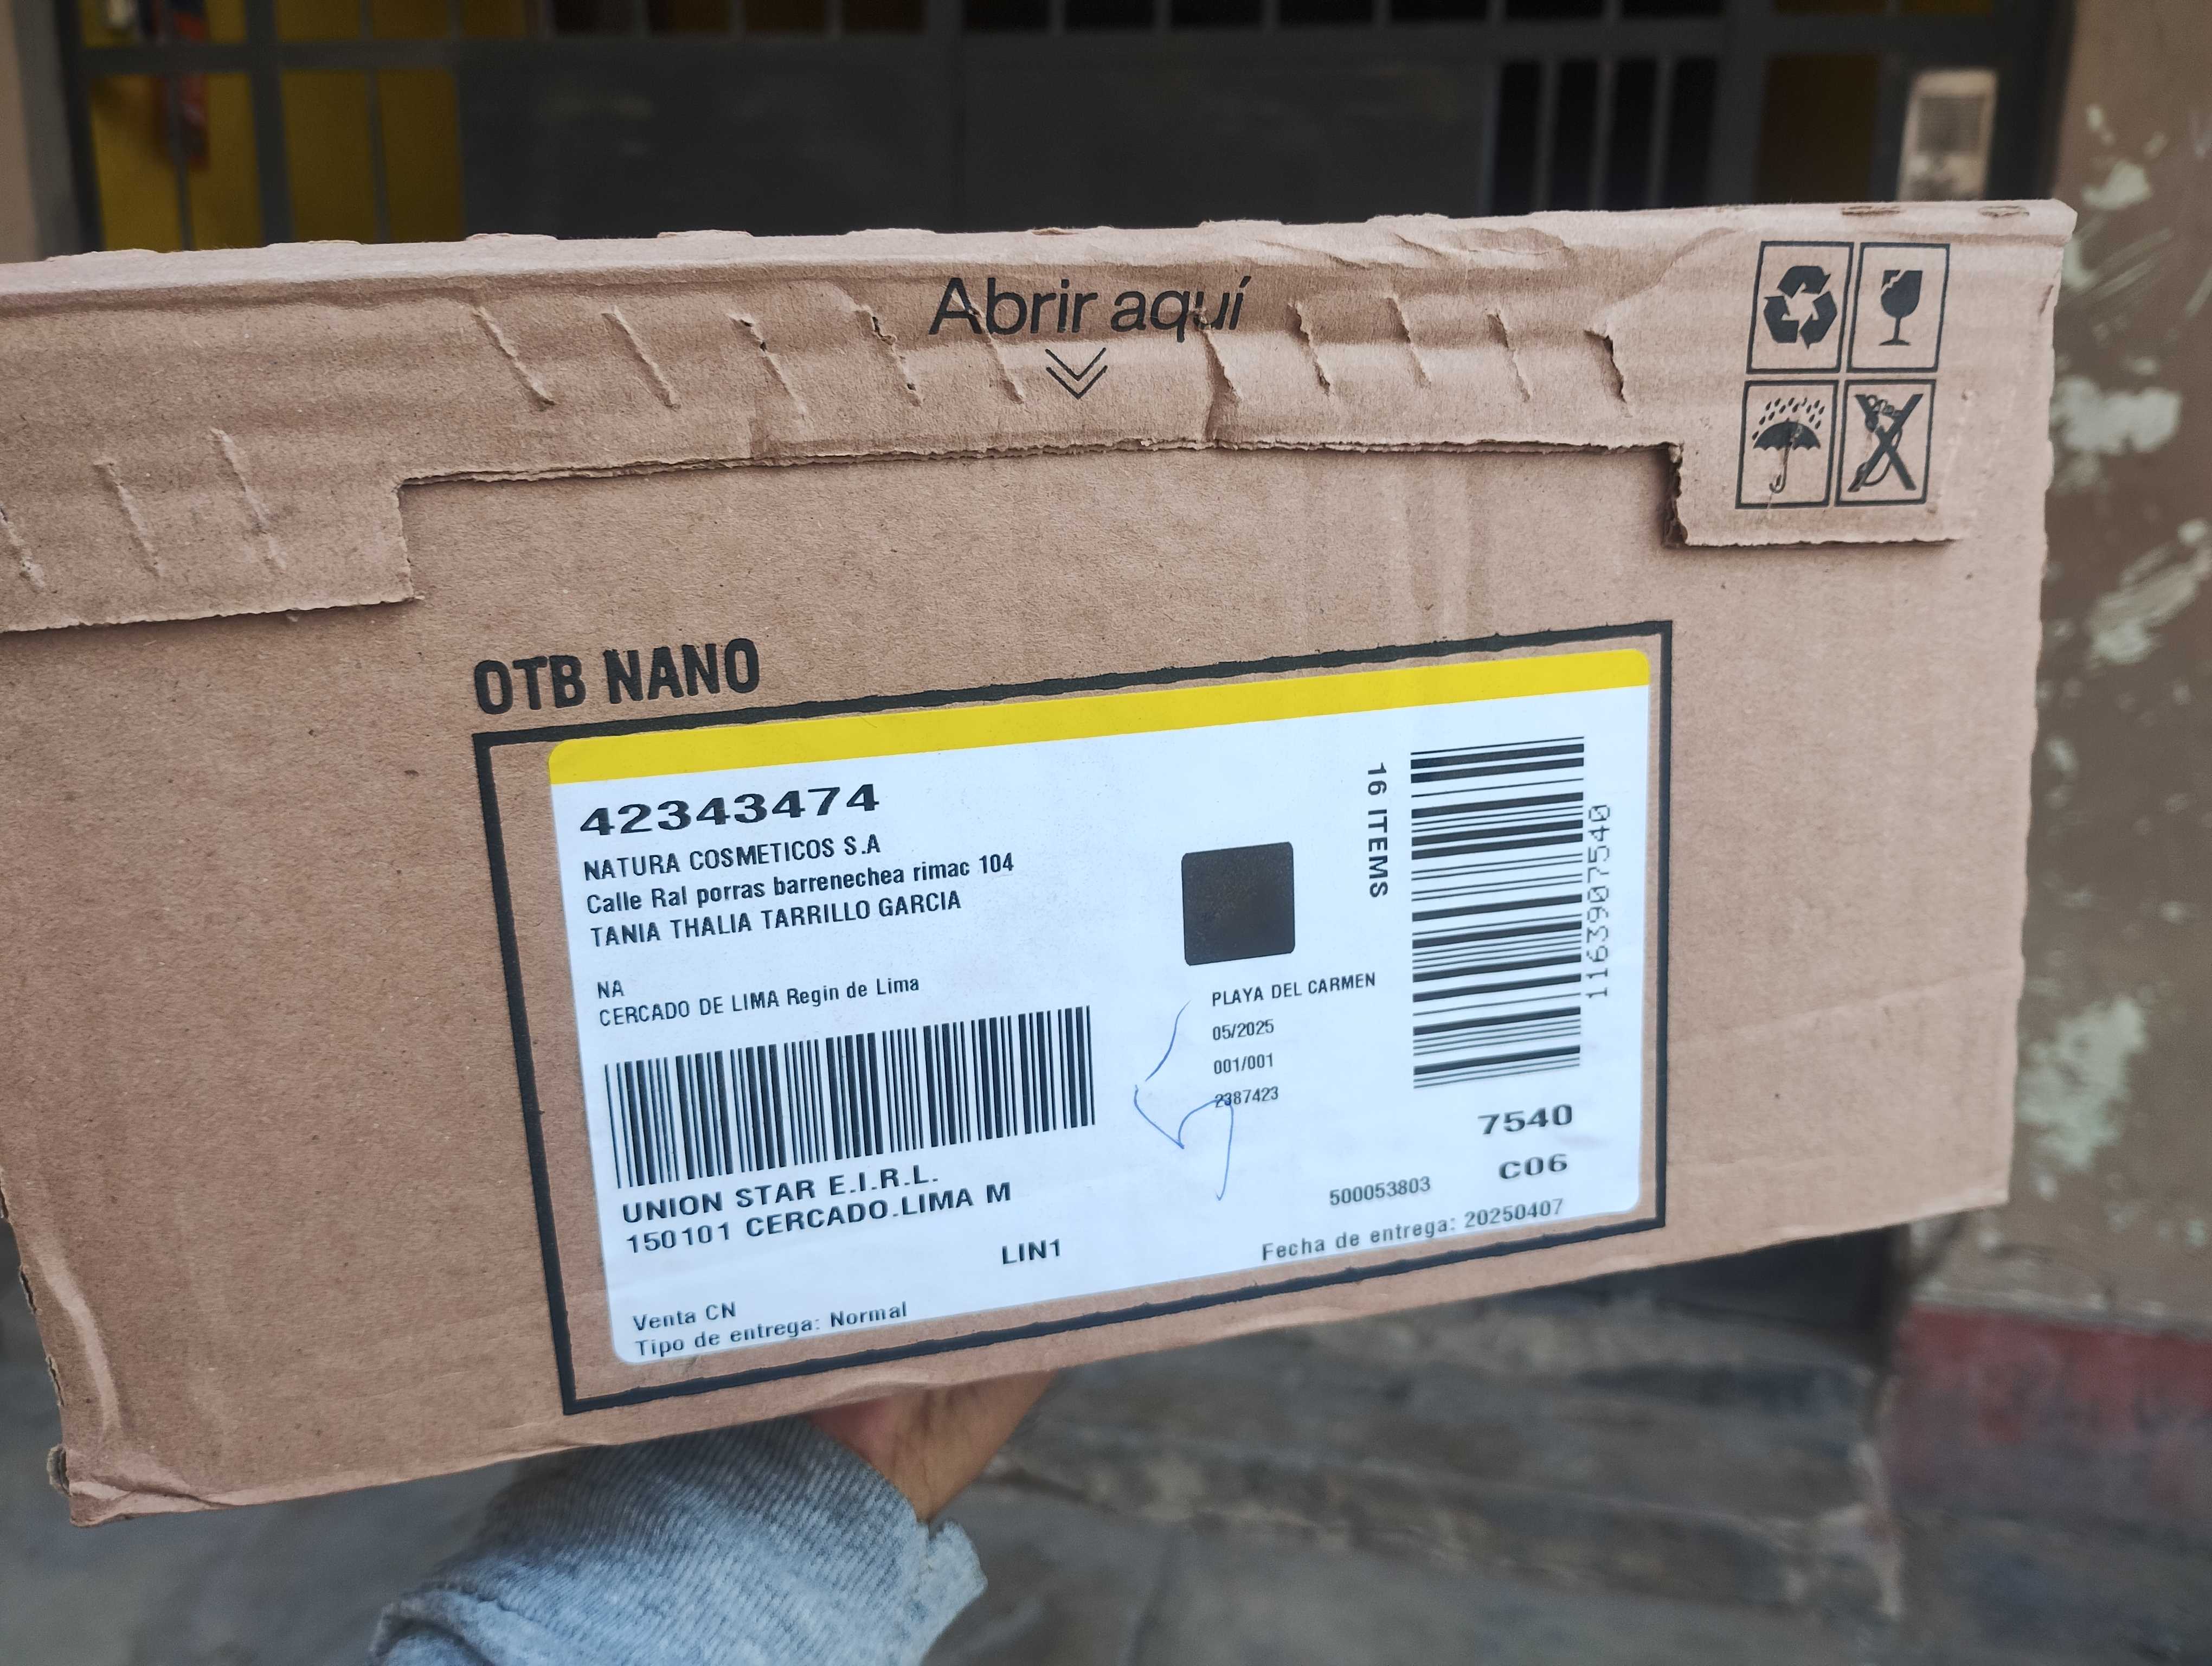 Abrir aquí
OTB NANO
42343474
NATURA COSMETICOS S.A
Calle Ral porras barrenechea rimac 104
TANIA THALIA TARRILLO GARCIA
NA
CERCADO DE LIMA Regin de Lima
UNION STAR E.I.R.L.
150101 CERCADO.LIMA M
LIN1
Venta CN
Tipo de entrega: Normal
16 ITEMS
1163907540
PLAYA DEL CARMEN
05/2025
001/001
2387423
7540
C06
500053803
Fecha de entrega: 20250407